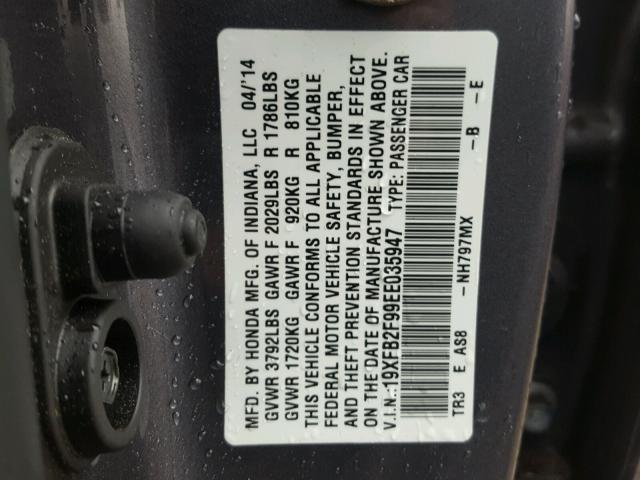 MFD. BY HONDA MFG. OF INDIANA, LLC 04/'14
GVWR 3792LBS GAWR F 2029LBS R 1786LBS
GVWR 1720KG GAWR F 920KG R 810KG
THIS VEHICLE CONFORMS TO ALL APPLICABLE
FEDERAL MOTOR VEHICLE SAFETY, BUMPER,
AND THEFT PREVENTION STANDARDS IN EFFECT
ON THE DATE OF MANUFACTURE SHOWN ABOVE.
V.I.N.:19XFB2F99EE035947 TYPE: PASSENGER CAR
TR3 E AS8 -NH797MX -B -E